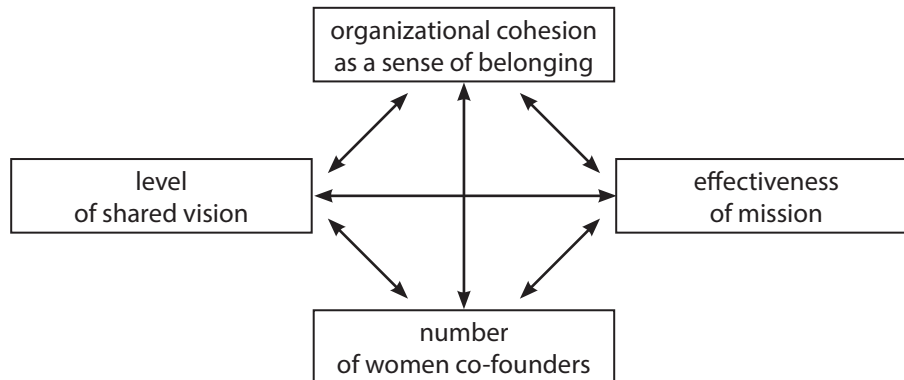 organizational cohesion
as a sense of belonging
level
of shared vision
effectiveness
of mission
number
of women co-founders